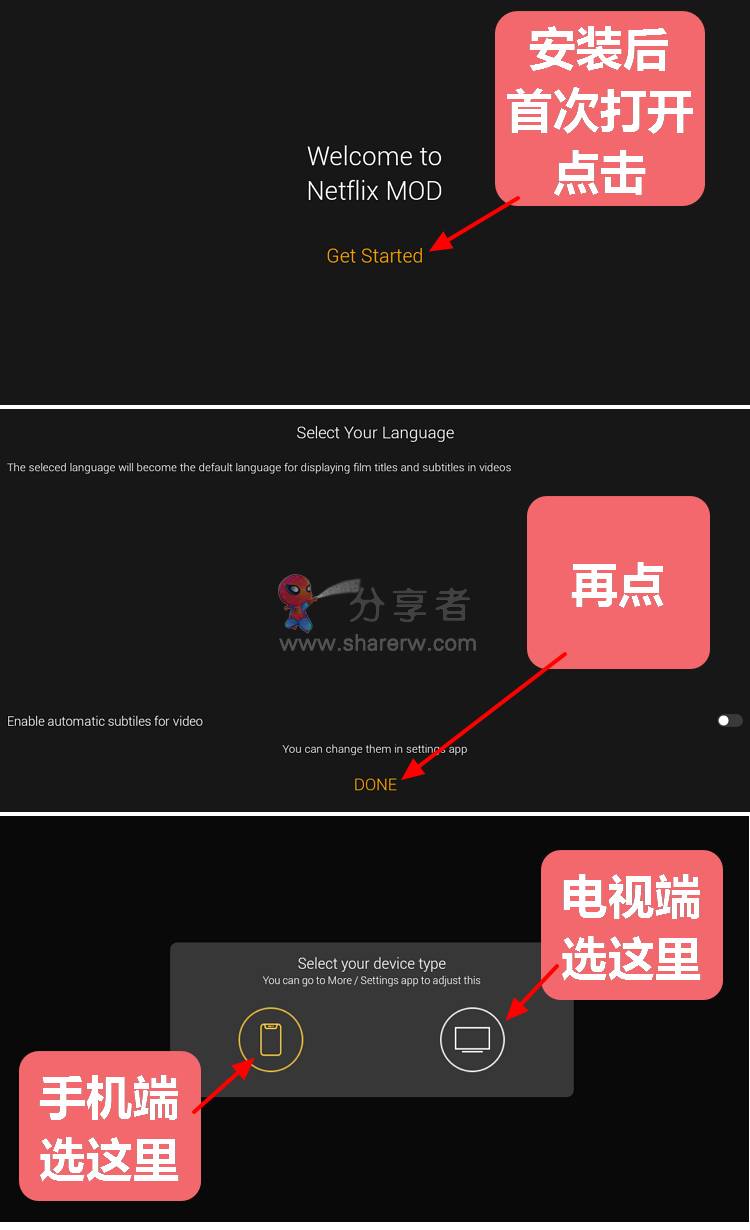 安装后
首次打开
点击
Welcome to
Netflix MOD
Get Started
Select Your Language
The seleced language will become the default language for displaying film titles and subtitles in videos
再点
分享者
www.sharerw.com
Enable automatic subtiles for video
You can change them in settings app
DONE
电视端
选这里
Select your device type
You can go to More / Settings app to adjust this
手机端
选这里